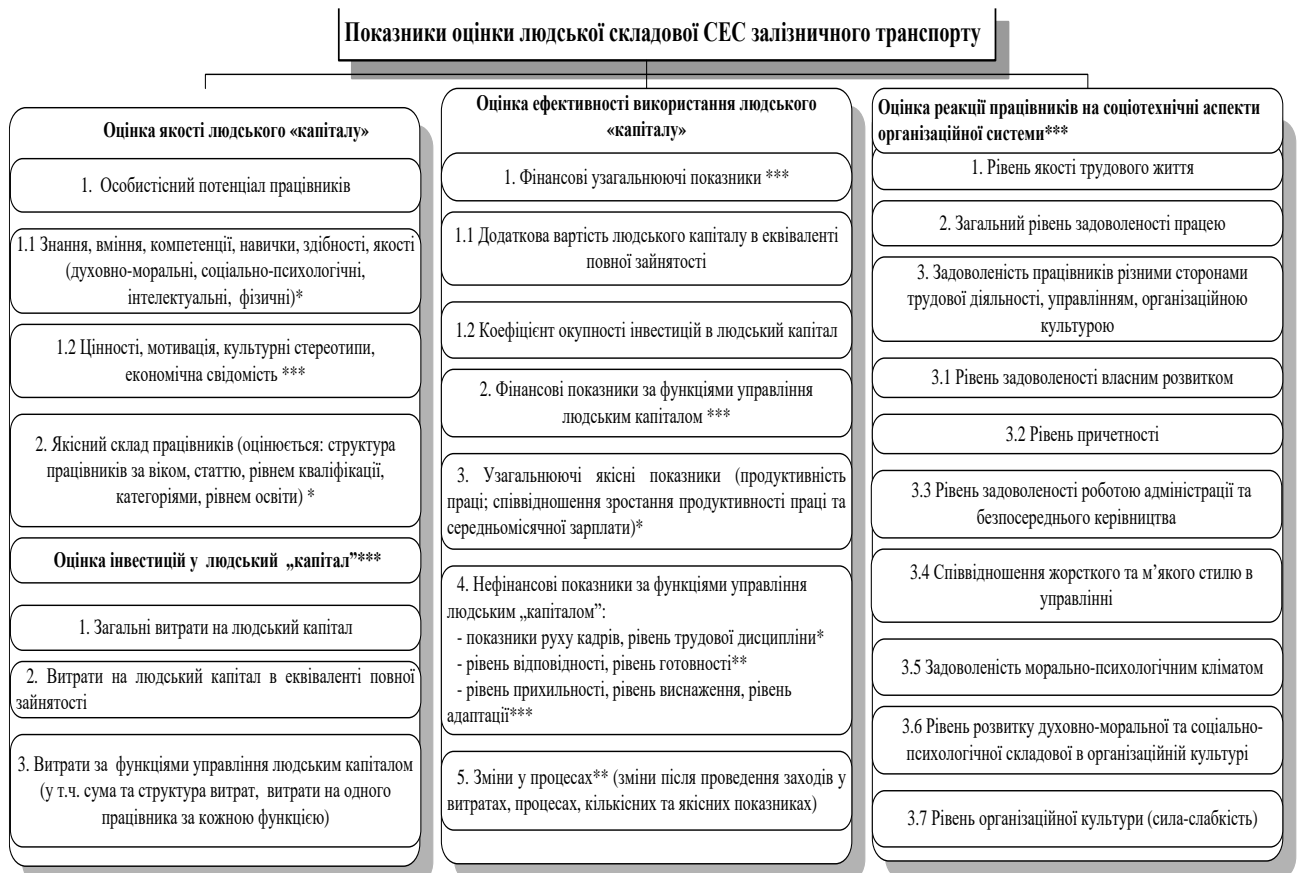 Показники оцінки людської складової СЕС залізничного транспорту
Оцінка якості людського «капіталу»
1. Особистісний потенціал працівників
1.1 Знання, вміння, компетенції, навички, здібності, якості
(духовно-моральні, соціально-психологічні,
інтелектуальні, фізичні)*
1.2 Цінності, мотивація, культурні стереотипи,
економічна свідомість ***
2. Якісний склад працівників (оцінюється: структура
працівників за віком, статтю, рівнем кваліфікації,
категоріями, рівнем освіти) *
Оцінка інвестицій у людський „капітал”***
1. Загальні витрати на людський капітал
2. Витрати на людський капітал в еквіваленті повної
зайнятості
3. Витрати за функціями управління людським капіталом
(у т.ч. сума та структура витрат, витрати на одного
працівника за кожною функцією)
Оцінка ефективності використання людського
«капіталу»
1. Фінансові узагальнюючі показники ***
1.1 Додаткова вартість людського капіталу в еквіваленті
повної зайнятості
1.2 Коефіцієнт окупності інвестицій в людський капітал
2. Фінансові показники за функціями управління
людським капіталом ***
3. Узагальнюючі якісні показники (продуктивність
праці; співвідношення зростання продуктивності праці та
середньомісячної зарплати)*
4. Нефінансові показники за функціями управління
людським „капіталом”:
- показники руху кадрів, рівень трудової дисципліни*
- рівень відповідності, рівень готовності**
- рівень прихильності, рівень виснаження, рівень
адаптації***
5. Зміни у процесах** (зміни після проведення заходів у
витратах, процесах, кількісних та якісних показниках)
Оцінка реакції працівників на соціотехнічні аспекти
організаційної системи***
1. Рівень якості трудового життя
2. Загальний рівень задоволеності працею
3. Задоволеність працівників різними сторонами
трудової діяльності, управлінням, організаційною
культурою
3.1 Рівень задоволеності власним розвитком
3.2 Рівень причетності
3.3 Рівень задоволеності роботою адміністрації та
безпосереднього керівництва
3.4 Співвідношення жорсткого та м’якого стилю в
управлінні
3.5 Задоволеність морально-психологічним кліматом
3.6 Рівень розвитку духовно-моральної та соціально-
психологічної складової в організаційній культурі
3.7 Рівень організаційної культури (сила-слабкість)